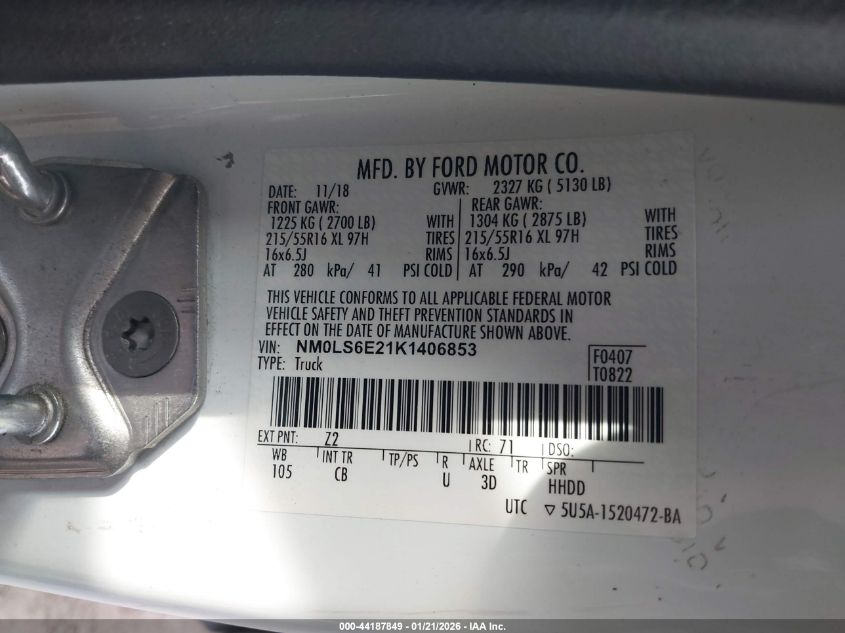 MFD. BY FORD MOTOR CO.
DATE: 11/18 GVWR: 2327 KG ( 5130 LB)
FRONT GAWR: REAR GAWR:
1225 KG ( 2700 LB) WITH 1304 KG ( 2875 LB) WITH
215/55R16 XL 97H TIRES 215/55R16 XL 97H TIRES
16x6.5J RIMS 16x6.5J RIMS
AT 280 kPa/ 41 PSI COLD AT 290 kPa/ 42 PSI COLD
THIS VEHICLE CONFORMS TO ALL APPLICABLE FEDERAL MOTOR
VEHICLE SAFETY AND THEFT PREVENTION STANDARDS IN
EFFECT ON THE DATE OF MANUFACTURE SHOWN ABOVE.
VIN: NM0LS6E21K1406853 F0407
TYPE: Truck T0822
EXT PNT: Z2 RC: 71 DSO:
WB INT TR TP/PS R AXLE TR SPR
105 CB U 3D HHDD
UTC ▽ 5U5A-1520472-BA
000-44187849 - 01/21/2026 - IAA Inc.